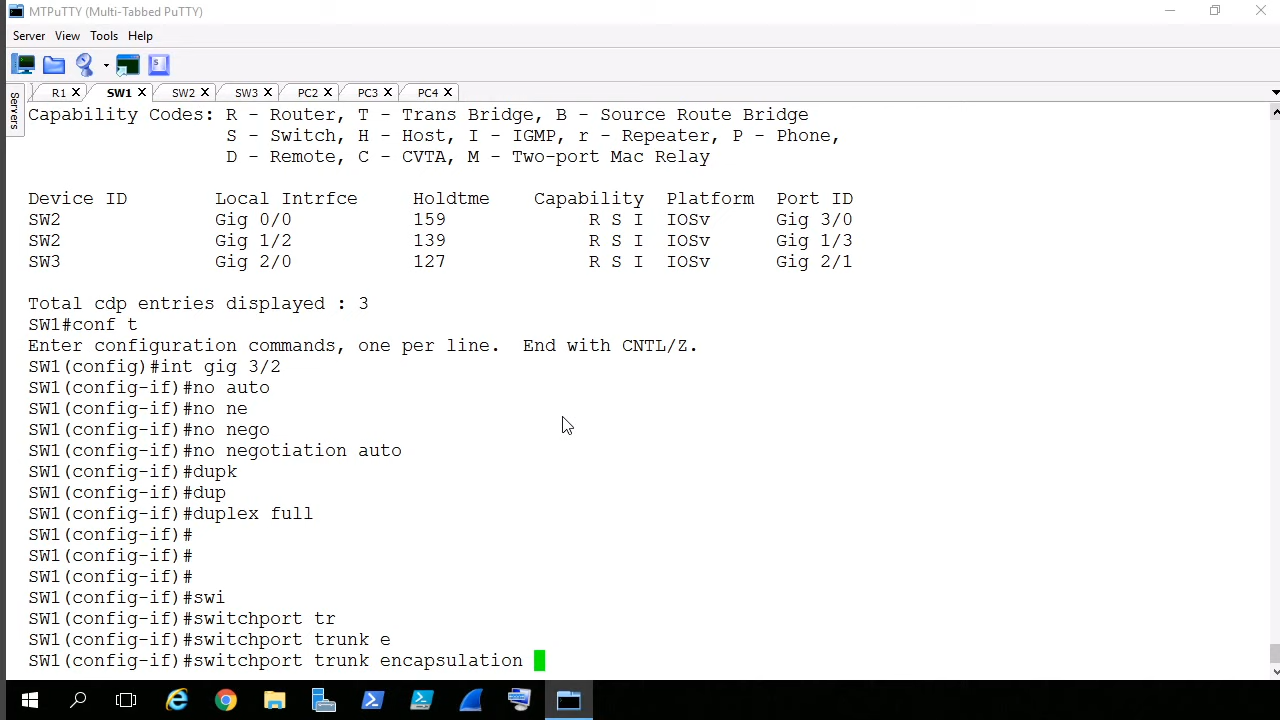 MTPuTTY (Multi-Tabbed PuTTY)
Server View Tools Help
R1 SW1 SW2 SW3 PC2 PC3 PC4
Servers
Capability Codes: R - Router, T - Trans Bridge, B - Source Route Bridge
S - Switch, H - Host, I - IGMP, r - Repeater, P - Phone,
D - Remote, C - CVTA, M - Two-port Mac Relay
Device ID Local Intrfce Holdtme Capability Platform Port ID
SW2 Gig 0/0 159 R S I IOSv Gig 3/0
SW2 Gig 1/2 139 R S I IOSv Gig 1/3
SW3 Gig 2/0 127 R S I IOSv Gig 2/1
Total cdp entries displayed : 3
SW1#conf t
Enter configuration commands, one per line. End with CNTL/Z.
SW1(config)#int gig 3/2
SW1(config-if)#no auto
SW1(config-if)#no ne
SW1(config-if)#no nego
SW1(config-if)#no negotiation auto
SW1(config-if)#dupk
SW1(config-if)#dup
SW1(config-if)#duplex full
SW1(config-if)#
SW1(config-if)#
SW1(config-if)#
SW1(config-if)#swi
SW1(config-if)#switchport tr
SW1(config-if)#switchport trunk e
SW1(config-if)#switchport trunk encapsulation